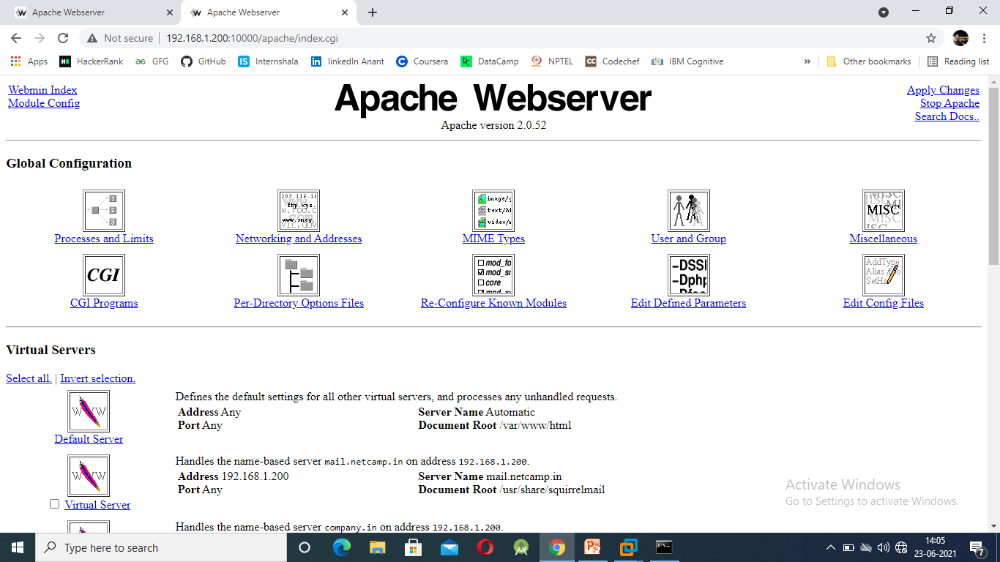 Apache Webserver
Apache Webserver
Not secure
192.168.1.200:10000/apache/index.cgi
Apps
HackerRank
GFG
GitHub
Internshala
linkedIn Anant
Coursera
DataCamp
NPTEL
Codechef
IBM Cognitive
»
Other bookmarks
Reading list
Webmin Index
Module Config
Apache Webserver
Apache version 2.0.52
Apply Changes
Stop Apache
Search Docs..
Global Configuration
Processes and Limits
Networking and Addresses
MIME Types
User and Group
MISC
Miscellaneous
CGI
CGI Programs
Per-Directory Options Files
core
Re-Configure Known Modules
-DSSI
-Dphp
Edit Defined Parameters
AddType
Alias
Edit Config Files
Virtual Servers
Select all. | Invert selection.
Default Server
Defines the default settings for all other virtual servers, and processes any unhandled requests.
Address Any Server Name Automatic
Port Any Document Root /var/www/html
Virtual Server
Handles the name-based server mail.netcamp.in on address 192.168.1.200.
Address 192.168.1.200 Server Name mail.netcamp.in
Port Any Document Root /usr/share/squirrelmail
Handles the name-based server company.in on address 192.168.1.200.
Activate Windows
Go to Settings to activate Windows.
Type here to search
14:05
23-06-2021
7